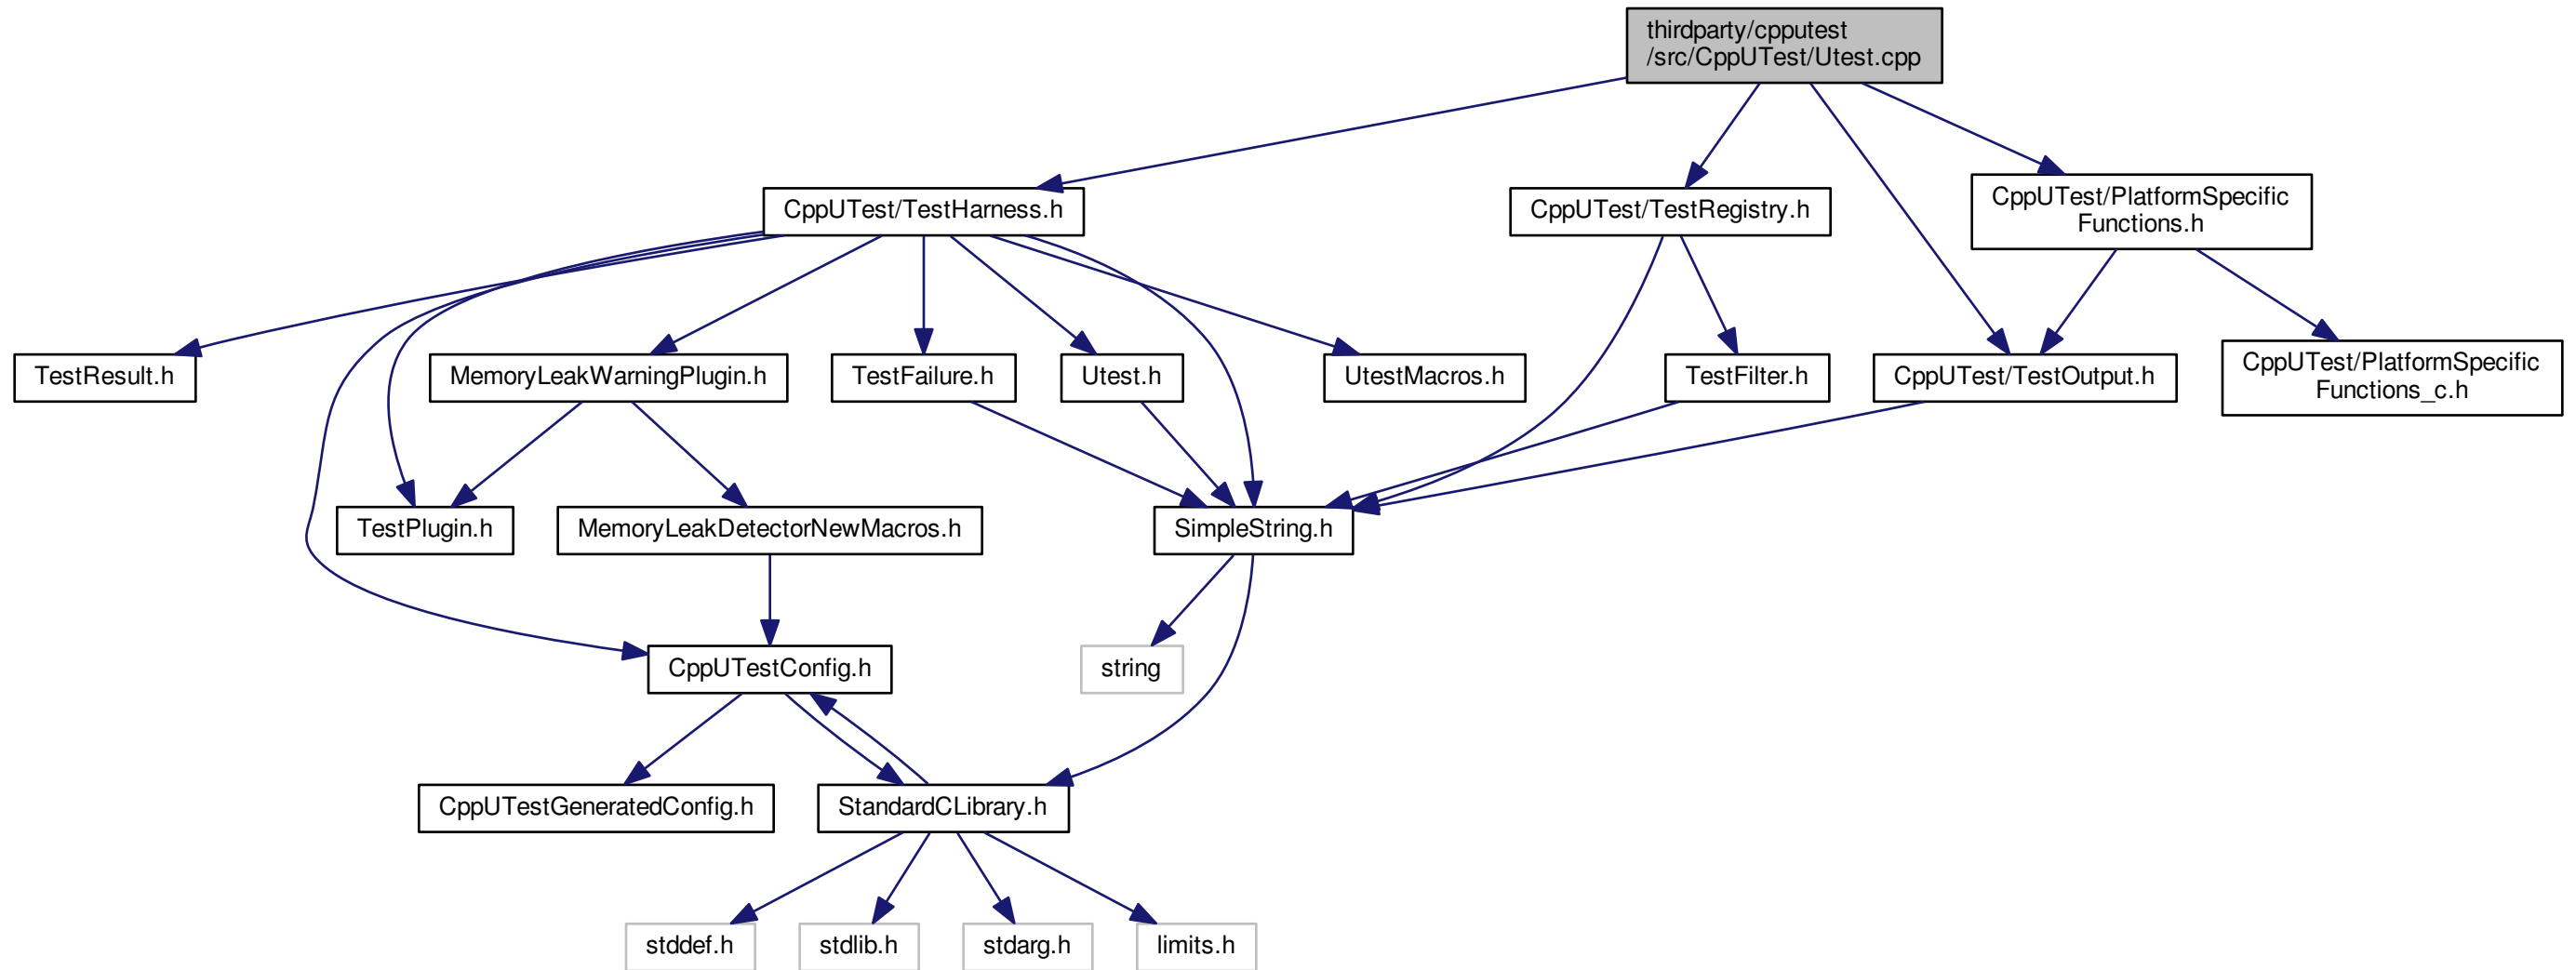 thirdparty/cpputest
/src/CppUTest/Utest.cpp
CppUTest/TestHarness.h
CppUTest/TestRegistry.h
CppUTest/PlatformSpecific
Functions.h
TestResult.h
MemoryLeakWarningPlugin.h
TestFailure.h
Utest.h
UtestMacros.h
TestFilter.h
CppUTest/TestOutput.h
CppUTest/PlatformSpecific
Functions_c.h
TestPlugin.h
MemoryLeakDetectorNewMacros.h
SimpleString.h
CppUTestConfig.h
string
CppUTestGeneratedConfig.h
StandardCLibrary.h
stddef.h
stdlib.h
stdarg.h
limits.h